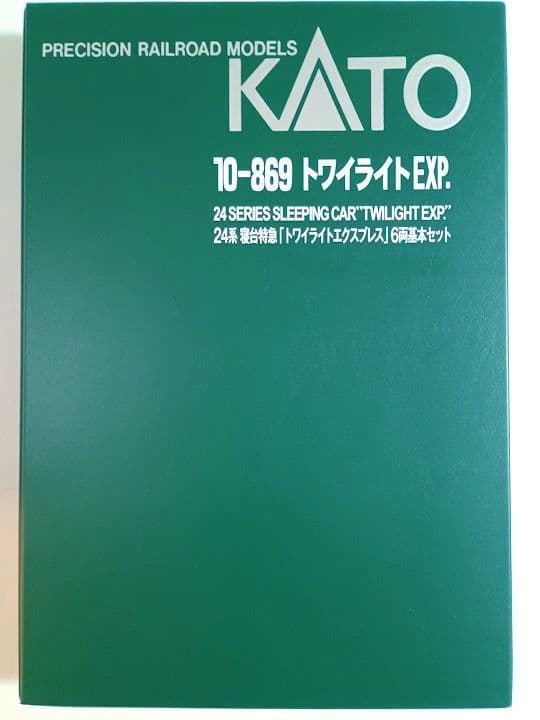 PRECISION RAILROAD MODELS
KATO
10-869 トワイライトEXP.
24 SERIES SLEEPING CAR "TWILIGHT EXP."
24系 寝台特急「トワイライトエクスプレス」6両基本セット